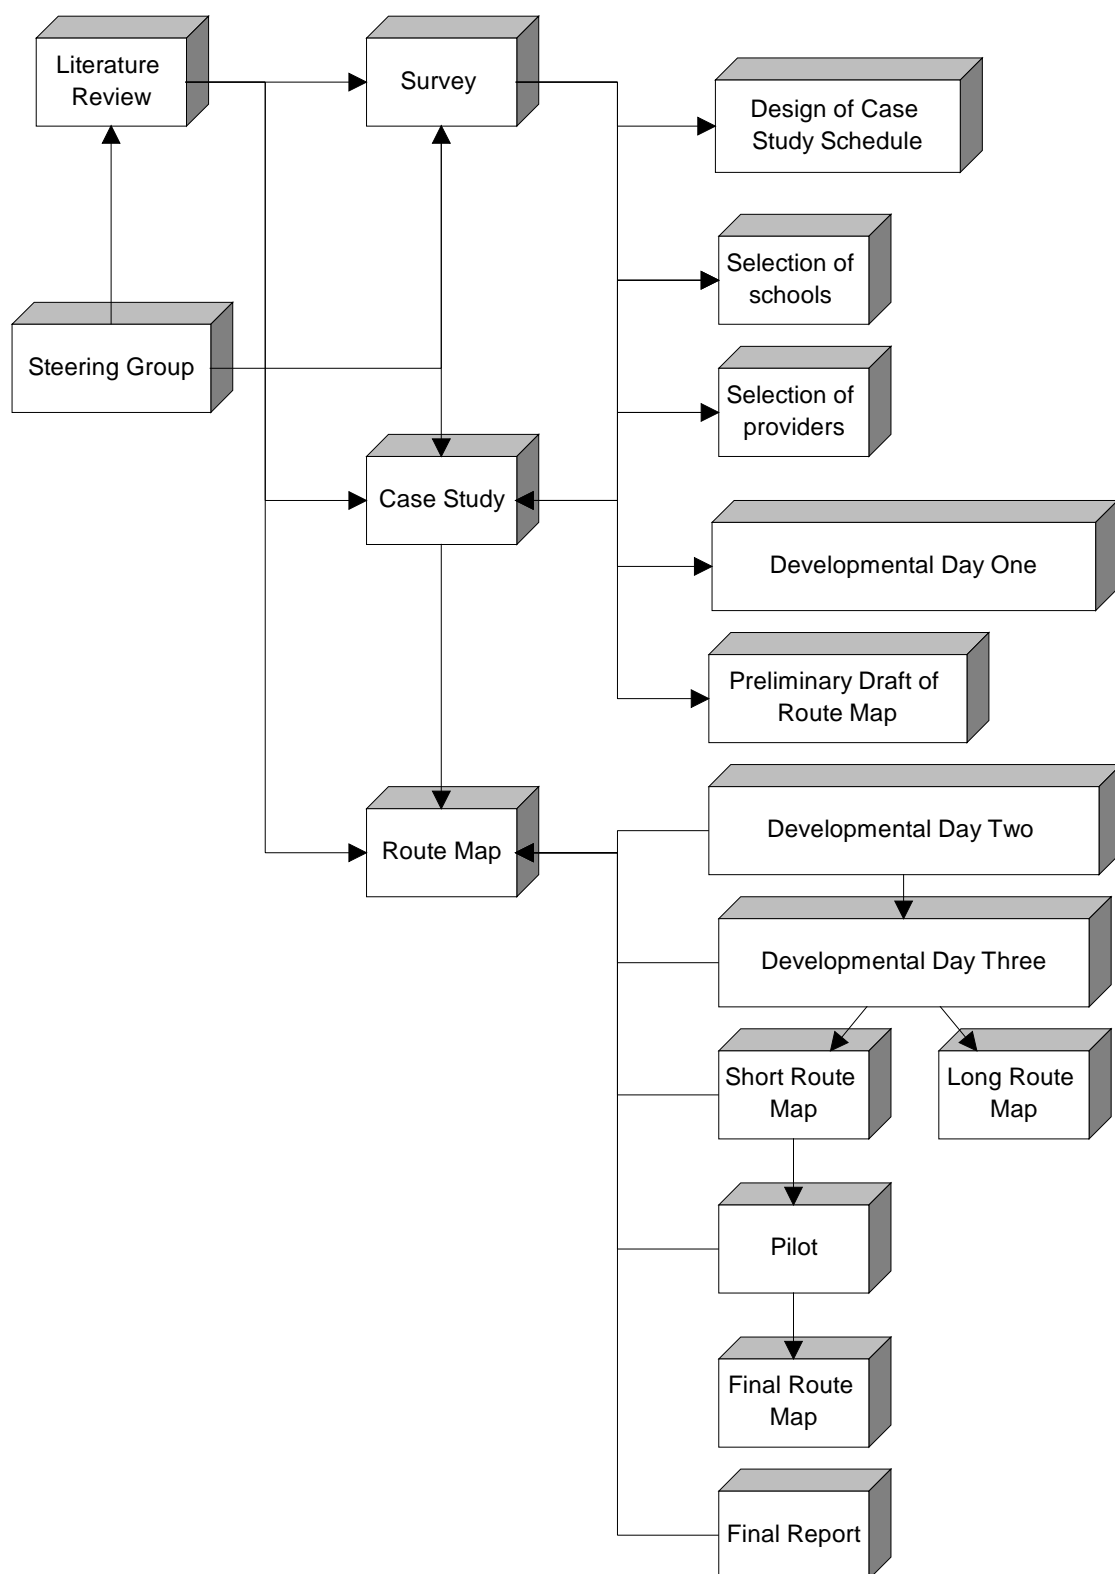 Literature
Review
Survey
Design of Case
Study Schedule
Selection of
schools
Steering Group
Selection of
providers
Case Study
Developmental Day One
Preliminary Draft of
Route Map
Route Map
Developmental Day Two
Developmental Day Three
Short Route
Map
Long Route
Map
Pilot
Final Route
Map
Final Report